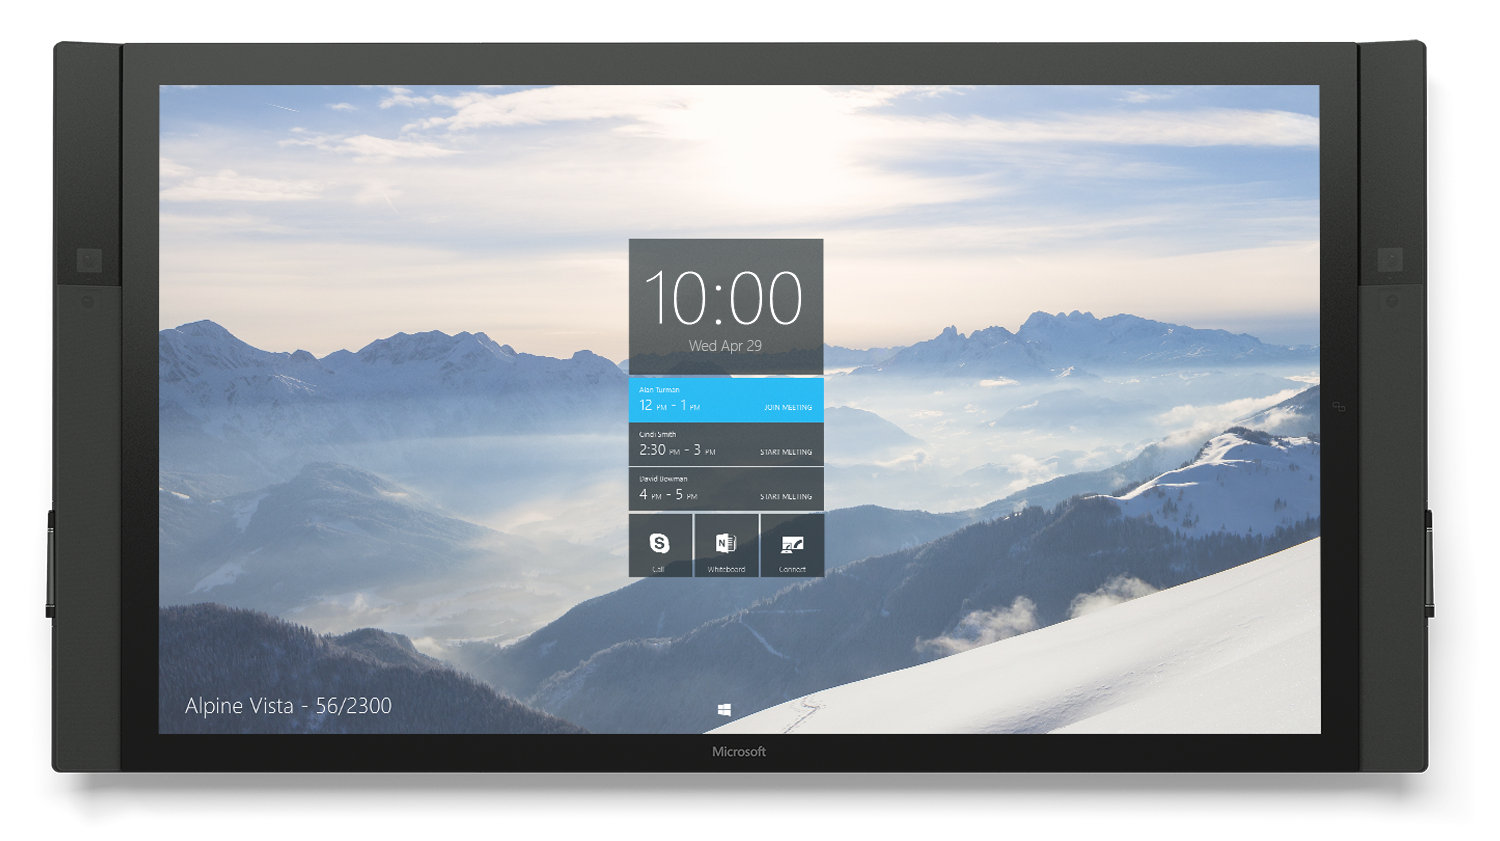 10:00
Wed Apr 29
Alan Turman
12 PM - 1 PM JOIN MEETING
Cindi Smith
2:30 PM - 3 PM START MEETING
David Bowman
4 PM - 5 PM START MEETING
S N
Call Whiteboard Connect
Alpine Vista - 56/2300
Microsoft